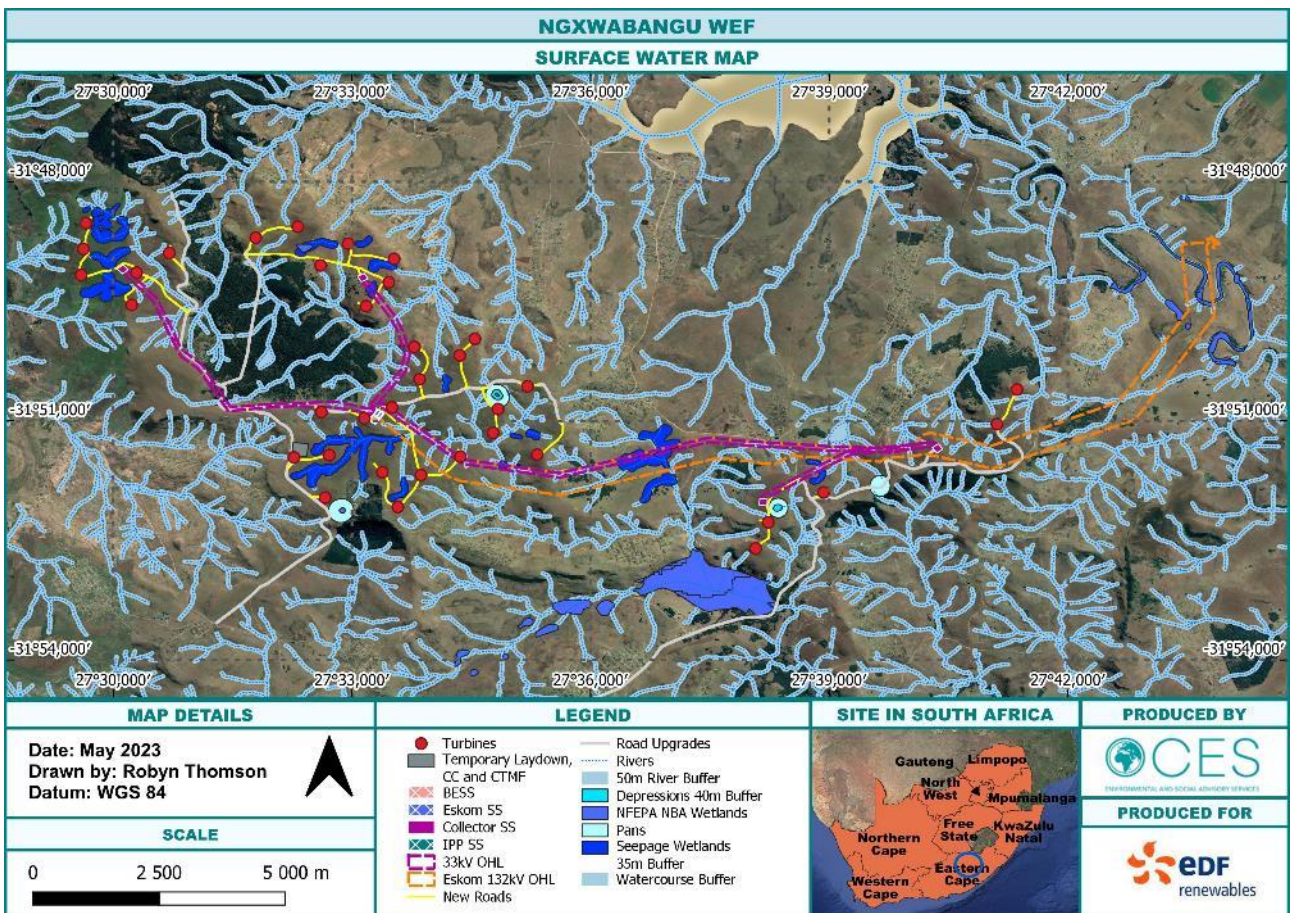 NGXWABANGU WEF
SURFACE WATER MAP
27°30,000′ 27°33,000′ 27°36,000′ 27°39,000′ 27°42,000′
-31°48,000′ -31°48,000′
-31°51,000′ -31°51,000′
-31°54,000′ -31°54,000′
27°30,000′ 27°33,000′ 27°36,000′ 27°39,000′ 27°42,000′
MAP DETAILS
Date: May 2023
Drawn by: Robyn Thomson
Datum: WGS 84
SCALE
0 2 500 5 000 m
LEGEND
Turbines
Temporary Laydown,
CC and CTMF
BESS
Eskom SS
Collector SS
IPP SS
33kV OHL
Eskom 132kV OHL
New Roads
Road Upgrades
Rivers
50m River Buffer
Depressions 40m Buffer
NFEPA NBA Wetlands
Pans
Seepage Wetlands
35m Buffer
Watercourse Buffer
SITE IN SOUTH AFRICA
Gauteng
Limpopo
North
West
Mpumalanga
Free
State
KwaZulu
Natal
Northern
Cape
Eastern
Cape
Western
Cape
PRODUCED BY
CES
ENVIRONMENTAL AND SOCIAL ADVISORY SERVICES
PRODUCED FOR
eDF
renewables